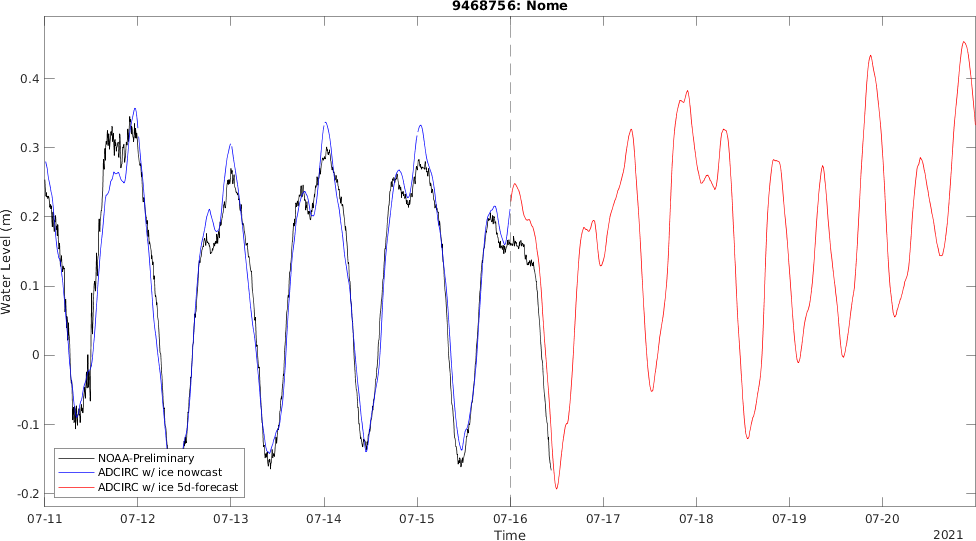 9468756: Nome
Water Level (m)
0.4
0.3
0.2
0.1
0
-0.1
-0.2
NOAA-Preliminary
ADCIRC w/ ice nowcast
ADCIRC w/ ice 5d-forecast
07-11 07-12 07-13 07-14 07-15 07-16 07-17 07-18 07-19 07-20
Time
2021